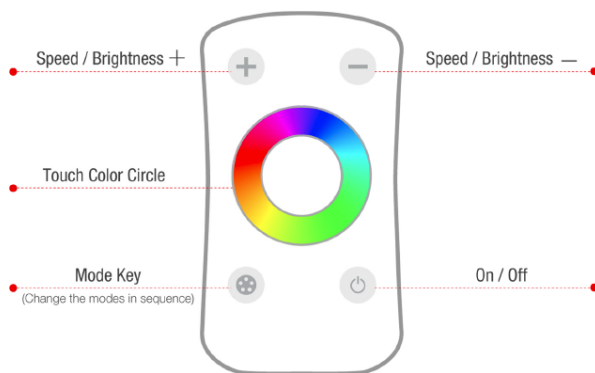 Speed / Brightness +
Speed / Brightness —
Touch Color Circle
Mode Key
(Change the modes in sequence)
On / Off